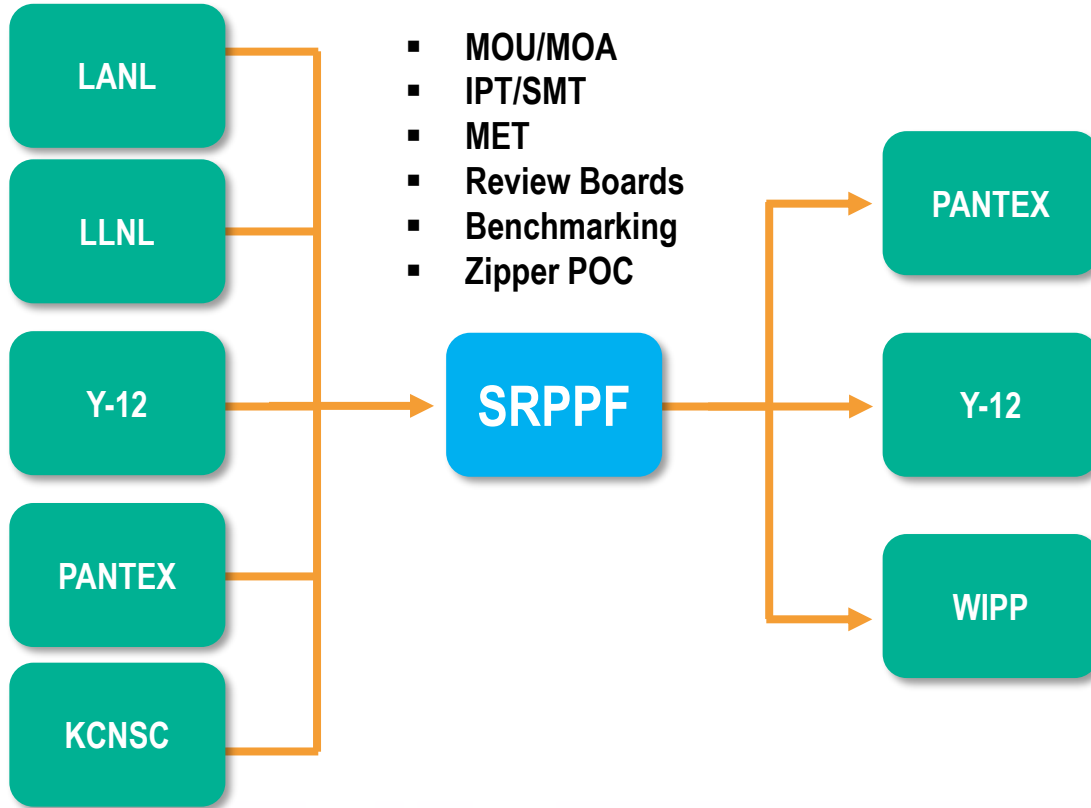 LANL
LLNL
Y-12
PANTEX
KCNSC
▪ MOU/MOA
▪ IPT/SMT
▪ MET
▪ Review Boards
▪ Benchmarking
▪ Zipper POC
SRPPF
PANTEX
Y-12
WIPP